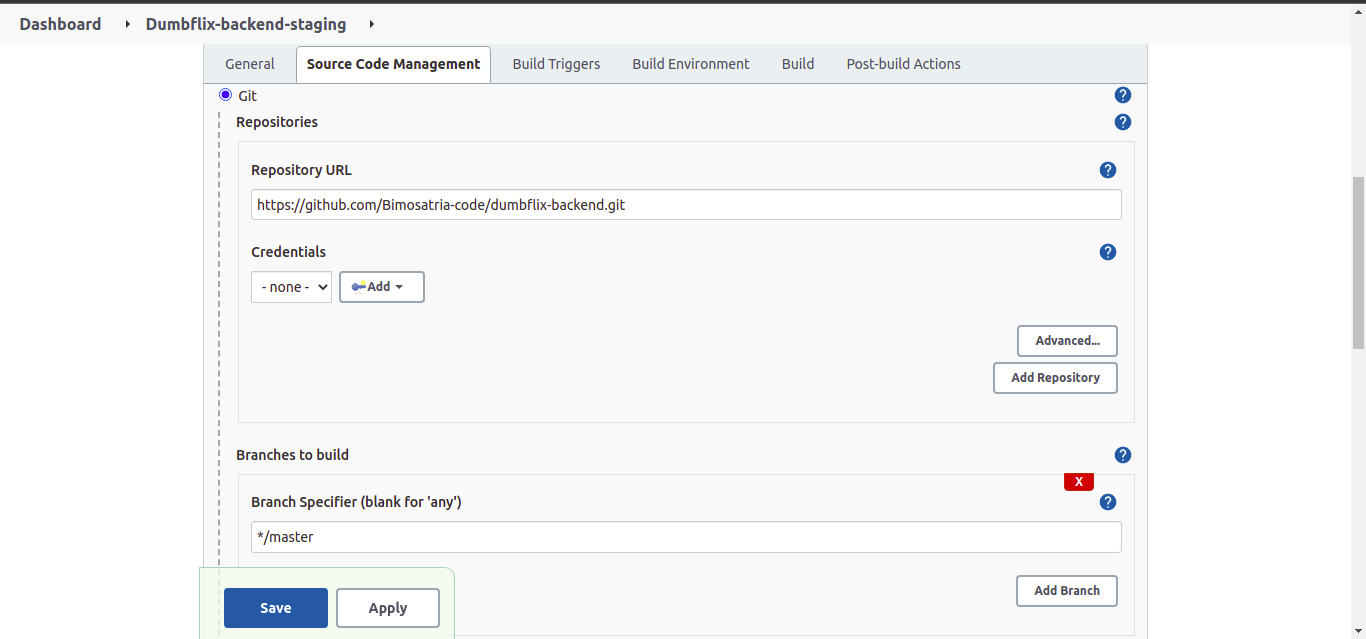 Dashboard Dumbflix-backend-staging
General Source Code Management Build Triggers Build Environment Build Post-build Actions
Git ?
Repositories ?
Repository URL ?
https://github.com/Bimosatria-code/dumbflix-backend.git
Credentials ?
- none - Add
Advanced...
Add Repository
Branches to build ?
X
Branch Specifier (blank for 'any') ?
*/master
Add Branch
Save Apply